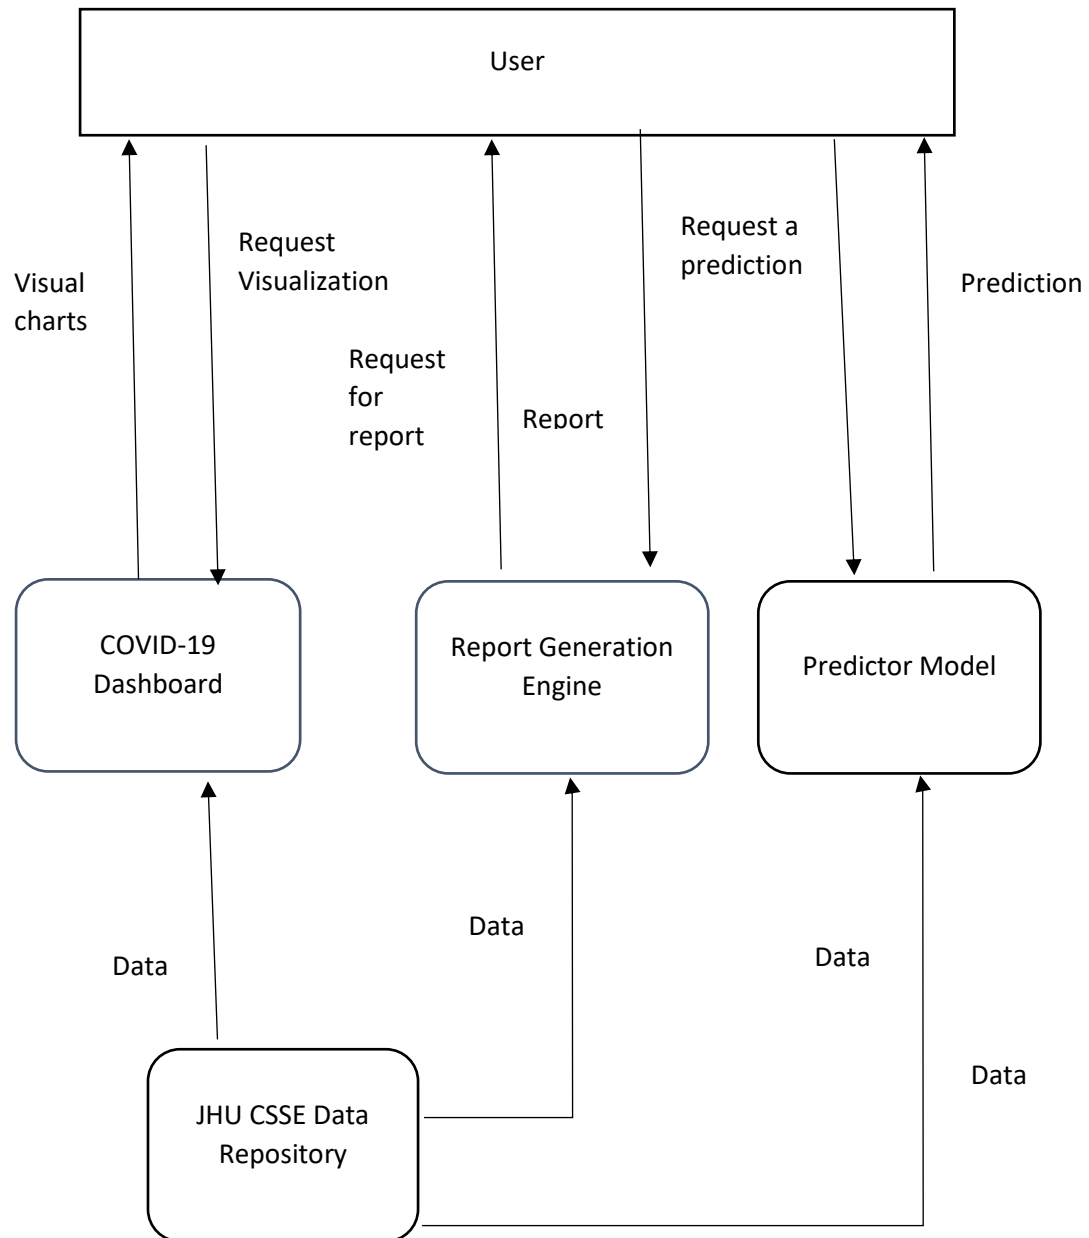 User
Request
Visualization
Visual
charts
Request
for
report
Report
Request a
prediction
Prediction
COVID-19
Dashboard
Report Generation
Engine
Predictor Model
Data
Data
Data
Data
JHU CSSE Data
Repository